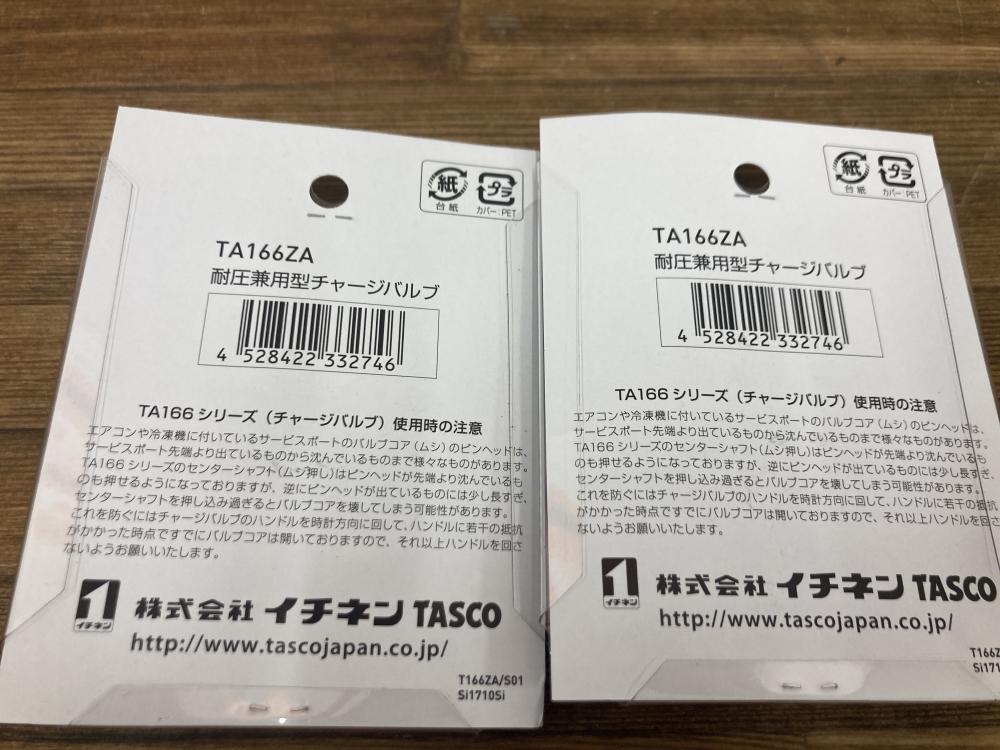 紙
台紙
プラ
カバー:PET
TA166ZA
耐圧兼用型チャージバルブ
4 528422 332746
TA166 シリーズ（チャージバルブ）使用時の注意
エアコンや冷凍機に付いているサービスポートのバルブコア（ムシ）のピンヘッドは、
サービスポート先端より出ているものから沈んでいるものまで様々なものがあります。
TA166 シリーズのセンターシャフト(ムシ押し)はピンヘッドが先端より沈んでいるも
のも押せるようになっておりますが、逆にピンヘッドが出ているものには少し長すぎ、
センターシャフトを押し込み過ぎるとバルブコアを壊してしまう可能性があります。
これを防ぐにはチャージバルブのハンドルを時計方向に回して、ハンドルに若干の抵抗
がかかった時点ですでにバルブコアは開いておりますので、それ以上ハンドルを回さ
ないようお願いいたします。
イチネン
株式会社 イチネン TASCO
http://www.tascojapan.co.jp/
T166ZA/S01
Si1710Si
紙
台紙
プラ
カバー:PET
TA166ZA
耐圧兼用型チャージバルブ
4 528422 332746
TA166 シリーズ（チャージバルブ）使用時の注意
エアコンや冷凍機に付いているサービスポートのバルブコア（ムシ）のピンヘッドは、
サービスポート先端より出ているものから沈んでいるものまで様々なものがあります。
TA166 シリーズのセンターシャフト(ムシ押し)はピンヘッドが先端より沈んでいるも
のも押せるようになっておりますが、逆にピンヘッドが出ているものには少し長すぎ、
センターシャフトを押し込み過ぎるとバルブコアを壊してしまう可能性があります。
これを防ぐにはチャージバルブのハンドルを時計方向に回して、ハンドルに若干の抵抗
がかかった時点ですでにバルブコアは開いておりますので、それ以上ハンドルを回さ
ないようお願いいたします。
イチネン
株式会社 イチネン TASCO
http://www.tascojapan.co.jp/
T166Z
Si171